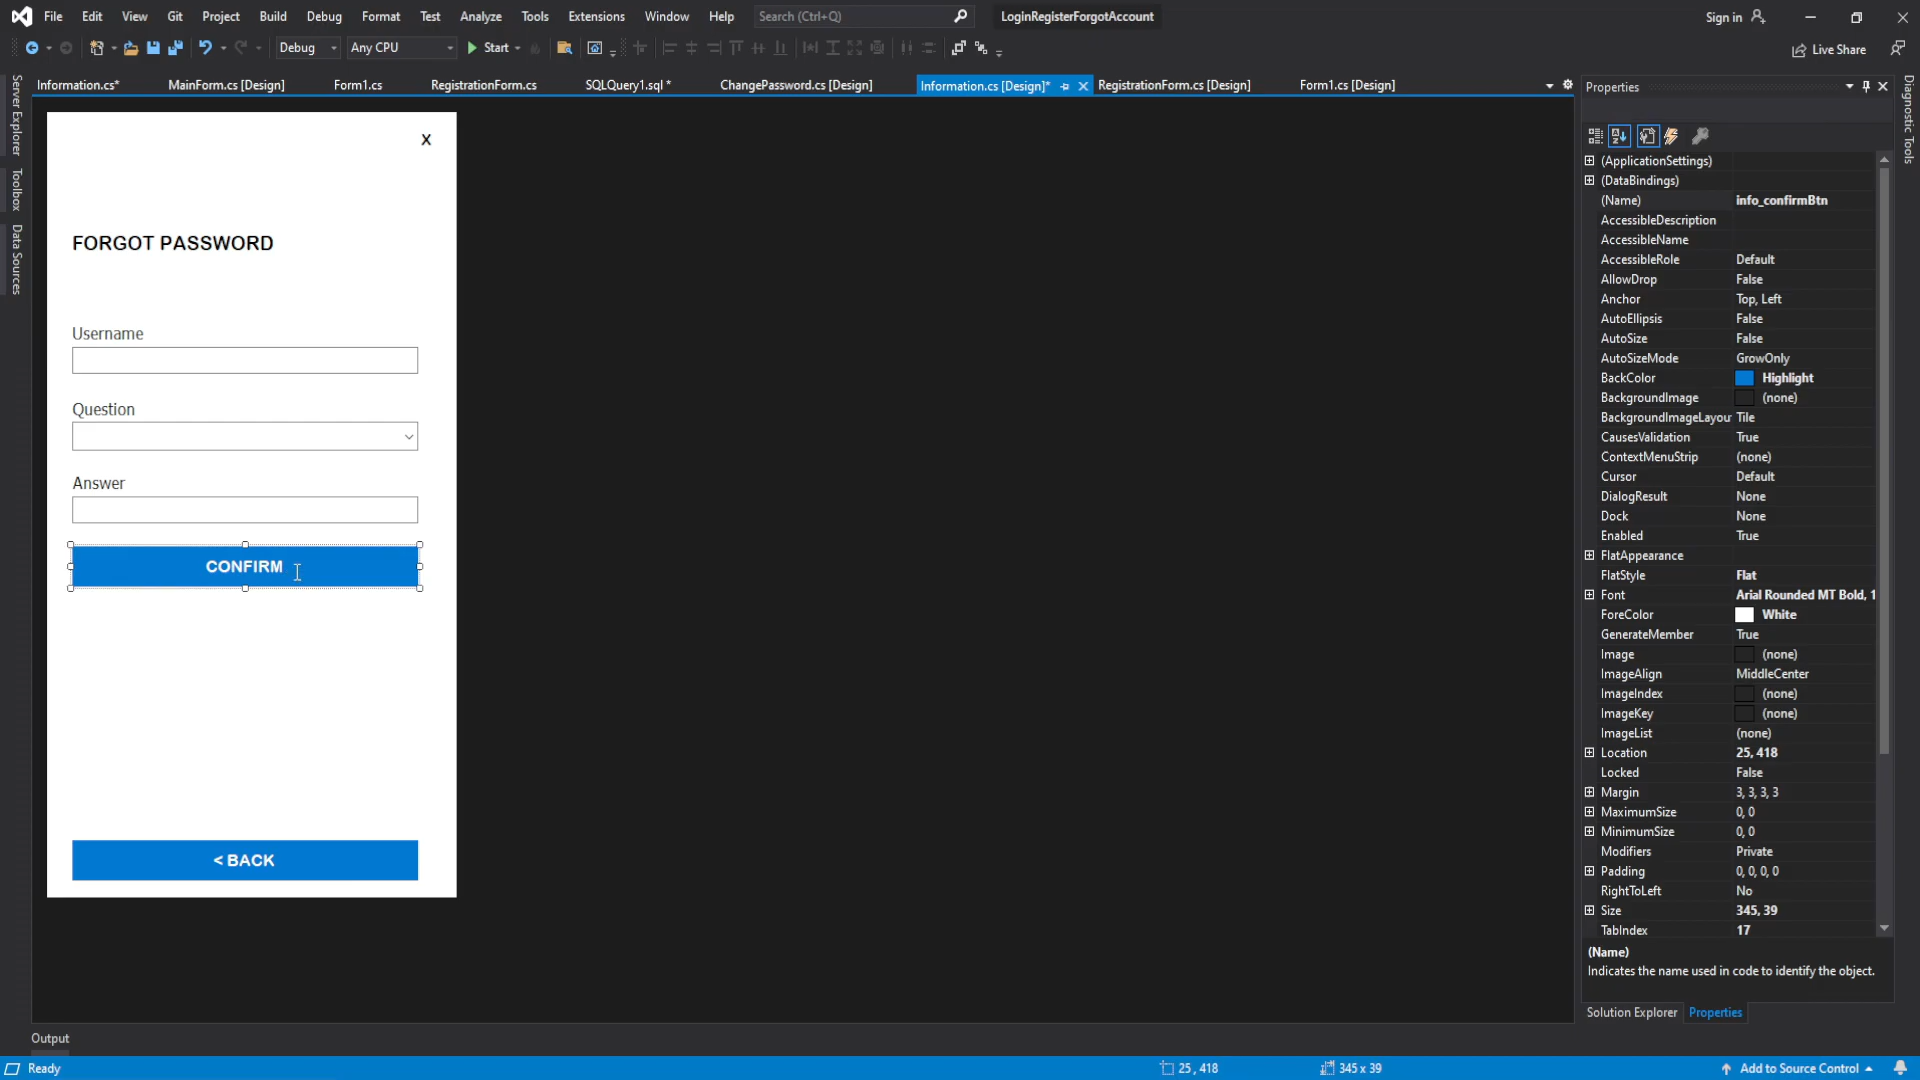 File Edit View Git Project Build Debug Format Test Analyze Tools Extensions Window Help Search (Ctrl+Q) LoginRegisterForgotAccount Sign in
Debug Any CPU Start Live Share
Information.cs* MainForm.cs [Design] Form1.cs RegistrationForm.cs SQLQuery1.sql * ChangePassword.cs [Design] Information.cs [Design]* RegistrationForm.cs [Design] Form1.cs [Design]
Server Explorer
Toolbox
Data Sources
X
FORGOT PASSWORD
Username
Question
Answer
CONFIRM
< BACK
Properties
(ApplicationSettings)
(DataBindings)
(Name) info_confirmBtn
AccessibleDescription
AccessibleName
AccessibleRole Default
AllowDrop False
Anchor Top, Left
AutoEllipsis False
AutoSize False
AutoSizeMode GrowOnly
BackColor Highlight
BackgroundImage (none)
BackgroundImageLayou Tile
CausesValidation True
ContextMenuStrip (none)
Cursor Default
DialogResult None
Dock None
Enabled True
FlatAppearance
FlatStyle Flat
Font Arial Rounded MT Bold, 1
ForeColor White
GenerateMember True
Image (none)
ImageAlign MiddleCenter
ImageIndex (none)
ImageKey (none)
ImageList (none)
Location 25, 418
Locked False
Margin 3, 3, 3, 3
MaximumSize 0, 0
MinimumSize 0, 0
Modifiers Private
Padding 0, 0, 0, 0
RightToLeft No
Size 345, 39
TabIndex 17
(Name)
Indicates the name used in code to identify the object.
Solution Explorer Properties
Diagnostic Tools
Output
Ready 25 , 418 345 x 39 Add to Source Control